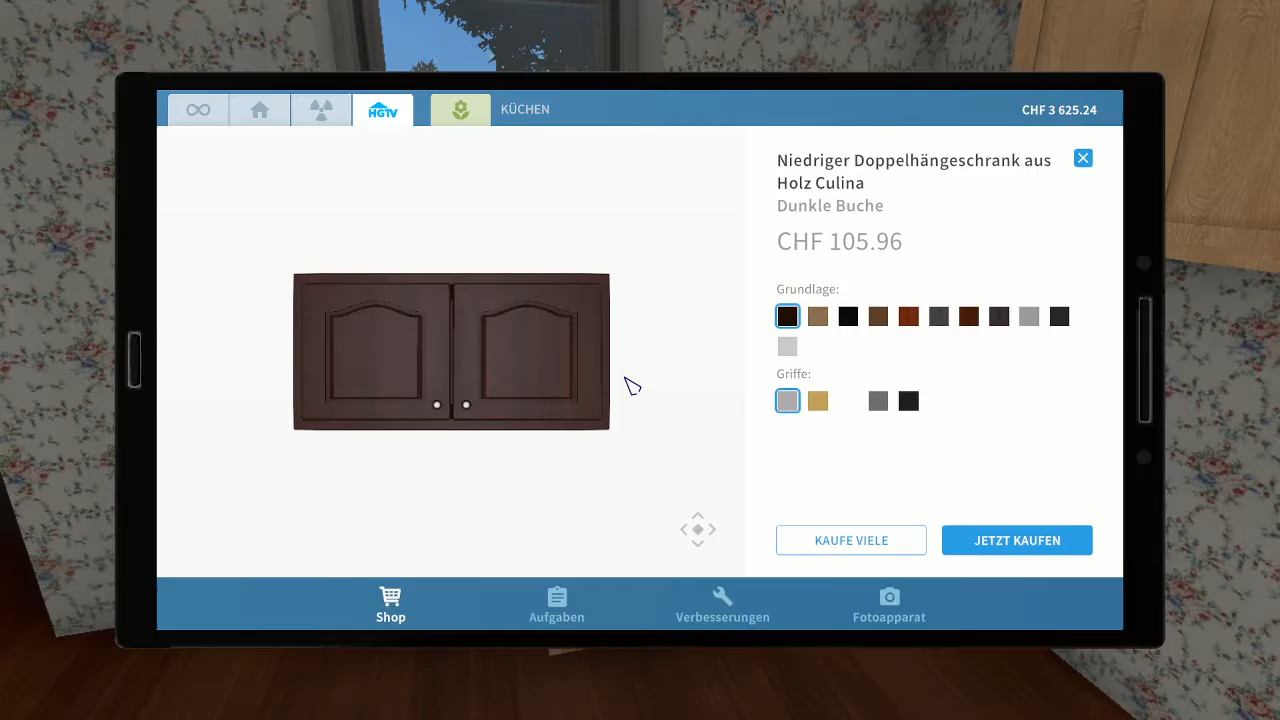 HGTV
KÜCHEN
CHF 3 625.24
Niedriger Doppelhängeschrank aus
Holz Culina
Dunkle Buche
CHF 105.96
Grundlage:
Griffe:
KAUFE VIELE
JETZT KAUFEN
Shop
Aufgaben
Verbesserungen
Fotoapparat